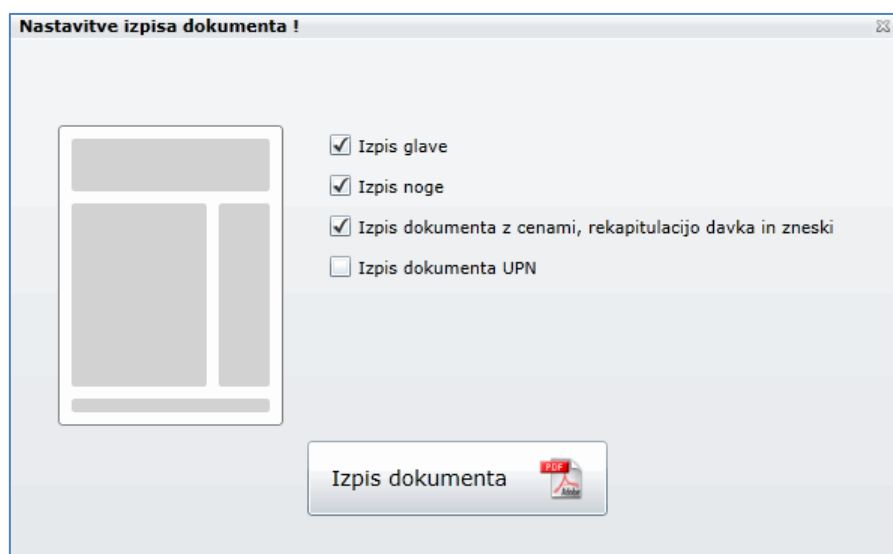 Nastavitve izpisa dokumenta !
Izpis glave
Izpis noge
Izpis dokumenta z cenami, rekapitulacijo davka in zneski
Izpis dokumenta UPN
Izpis dokumenta
PDF
Adobe